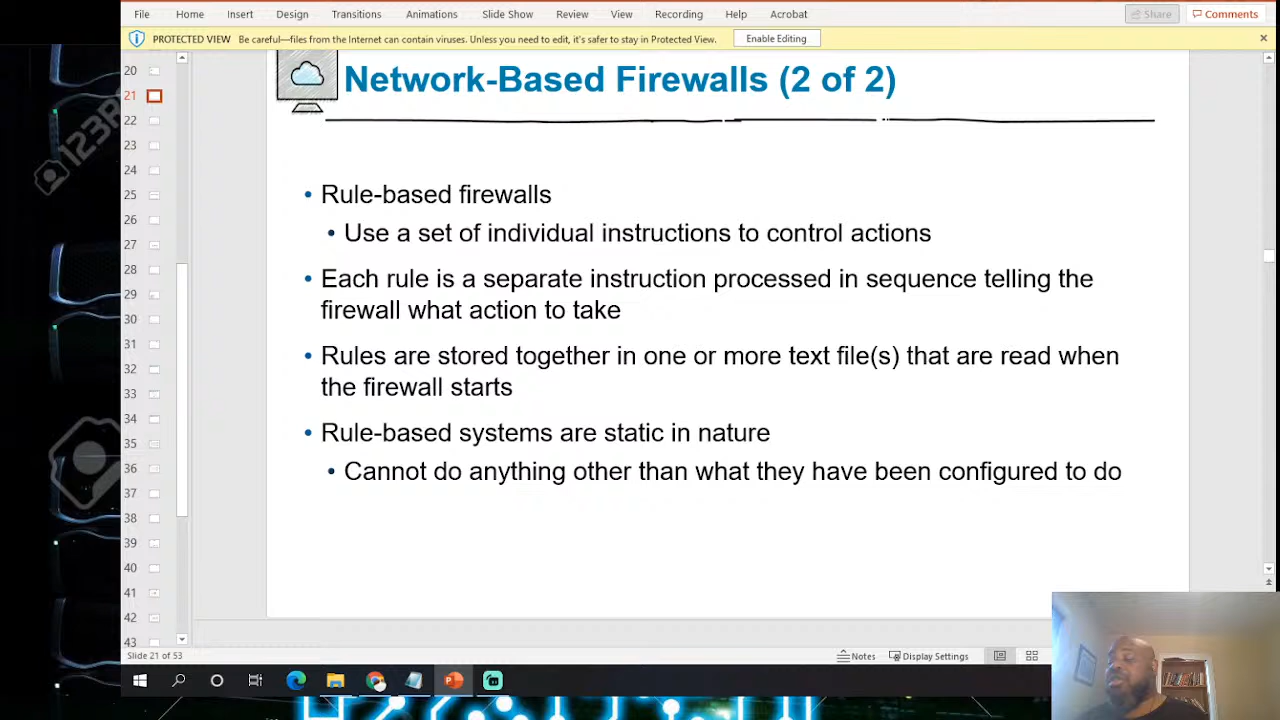 File Home Insert Design Transitions Animations Slide Show Review View Recording Help Acrobat Share Comments
PROTECTED VIEW Be careful—files from the Internet can contain viruses. Unless you need to edit, it's safer to stay in Protected View. Enable Editing
Network-Based Firewalls (2 of 2)
• Rule-based firewalls
• Use a set of individual instructions to control actions
• Each rule is a separate instruction processed in sequence telling the
firewall what action to take
• Rules are stored together in one or more text file(s) that are read when
the firewall starts
• Rule-based systems are static in nature
• Cannot do anything other than what they have been configured to do
20
21
22
23
24
25
26
27
28
29
30
31
32
33
34
35
36
37
38
39
40
41
42
43
Slide 21 of 53 Notes Display Settings